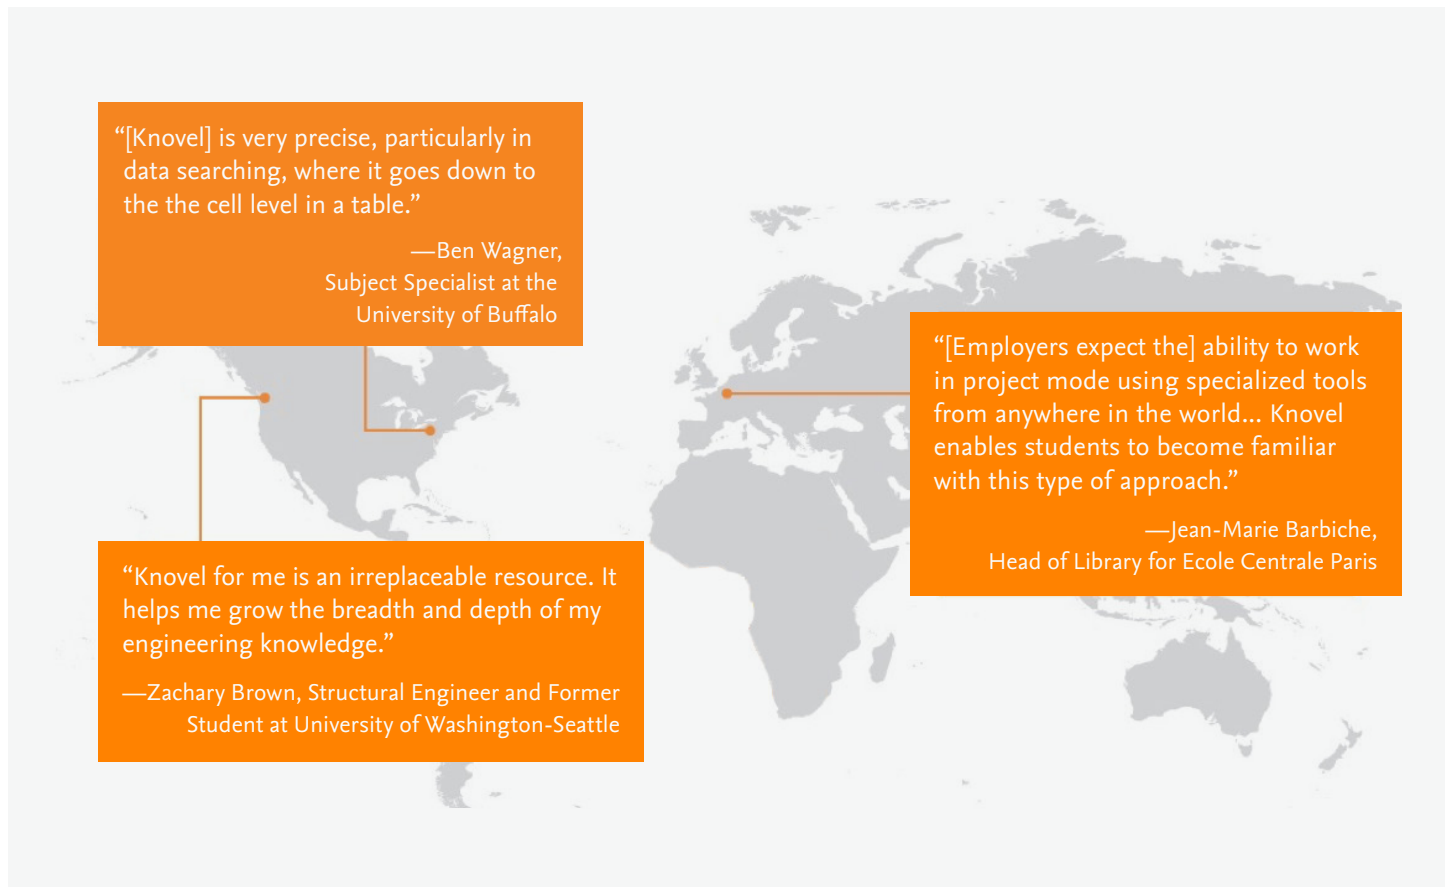 “[Knovel] is very precise, particularly in
data searching, where it goes down to
the the cell level in a table.”
—Ben Wagner,
Subject Specialist at the
University of Buffalo
“[Employers expect the] ability to work
in project mode using specialized tools
from anywhere in the world... Knovel
enables students to become familiar
with this type of approach.”
—Jean-Marie Barbiche,
Head of Library for Ecole Centrale Paris
“Knovel for me is an irreplaceable resource. It
helps me grow the breadth and depth of my
engineering knowledge.”
—Zachary Brown, Structural Engineer and Former
Student at University of Washington-Seattle